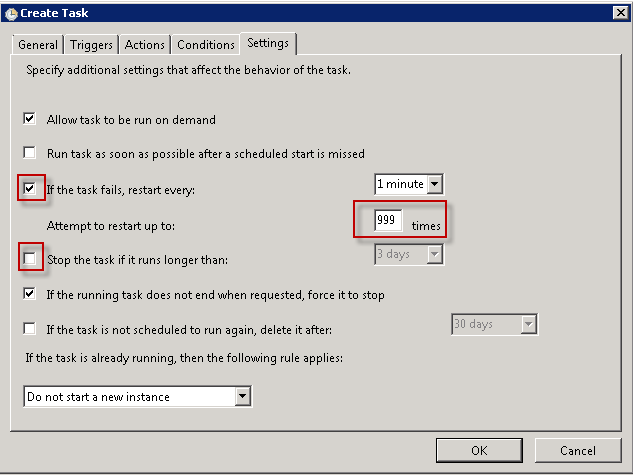 Create Task
General Triggers Actions Conditions Settings
Specify additional settings that affect the behavior of the task.
Allow task to be run on demand
Run task as soon as possible after a scheduled start is missed
If the task fails, restart every: 1 minute
Attempt to restart up to: 999 times
Stop the task if it runs longer than: 3 days
If the running task does not end when requested, force it to stop
If the task is not scheduled to run again, delete it after: 30 days
If the task is already running, then the following rule applies:
Do not start a new instance
OK Cancel